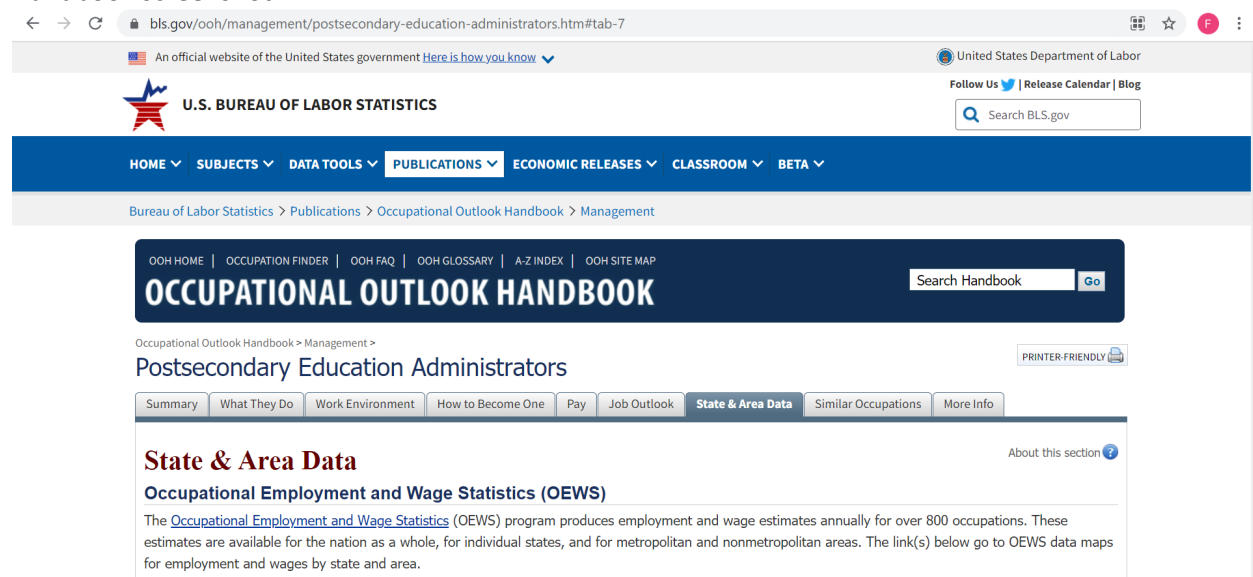 bls.gov/ooh/management/postsecondary-education-administrators.htm#tab-7
F
An official website of the United States government Here is how you know
United States Department of Labor
Follow Us | Release Calendar | Blog
U.S. BUREAU OF LABOR STATISTICS
Search BLS.gov
HOME SUBJECTS DATA TOOLS PUBLICATIONS ECONOMIC RELEASES CLASSROOM BETA
Bureau of Labor Statistics > Publications > Occupational Outlook Handbook > Management
OOH HOME | OCCUPATION FINDER | OOH FAQ | OOH GLOSSARY | A-Z INDEX | OOH SITE MAP
OCCUPATIONAL OUTLOOK HANDBOOK
Search Handbook Go
Occupational Outlook Handbook > Management >
Postsecondary Education Administrators
PRINTER-FRIENDLY
Summary What They Do Work Environment How to Become One Pay Job Outlook State & Area Data Similar Occupations More Info
State & Area Data
About this section ?
Occupational Employment and Wage Statistics (OEWS)
The Occupational Employment and Wage Statistics (OEWS) program produces employment and wage estimates annually for over 800 occupations. These
estimates are available for the nation as a whole, for individual states, and for metropolitan and nonmetropolitan areas. The link(s) below go to OEWS data maps
for employment and wages by state and area.